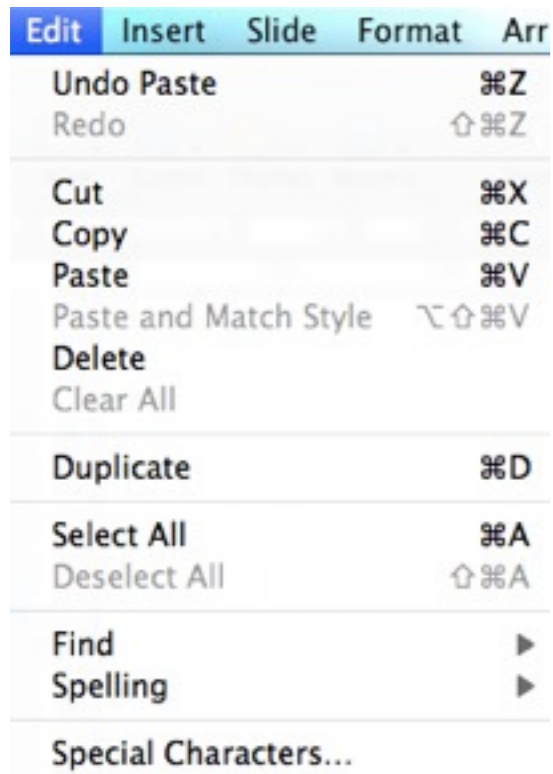 Edit Insert Slide Format Arr
Undo Paste ⌘Z
Redo ⇧⌘Z
Cut ⌘X
Copy ⌘C
Paste ⌘V
Paste and Match Style ⌥⇧⌘V
Delete
Clear All
Duplicate ⌘D
Select All ⌘A
Deselect All ⇧⌘A
Find ▶
Spelling ▶
Special Characters...